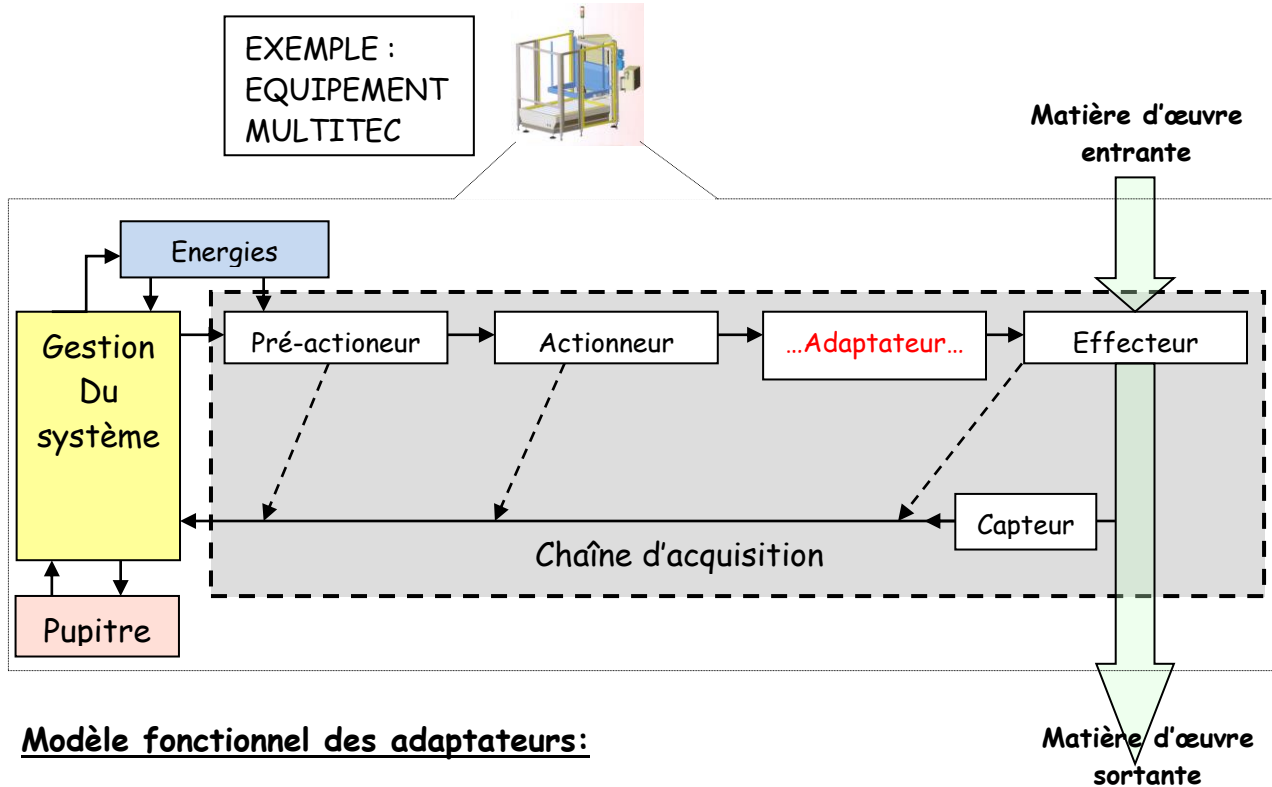 EXEMPLE :
EQUIPEMENT
MULTITEC
Matière d'œuvre
entrante
Energies
Gestion
Du
système
Pré-actioneur
Actionneur
...Adaptateur...
Effecteur
Capteur
Chaîne d'acquisition
Pupitre
Modèle fonctionnel des adaptateurs:
Matière d'œuvre
sortante